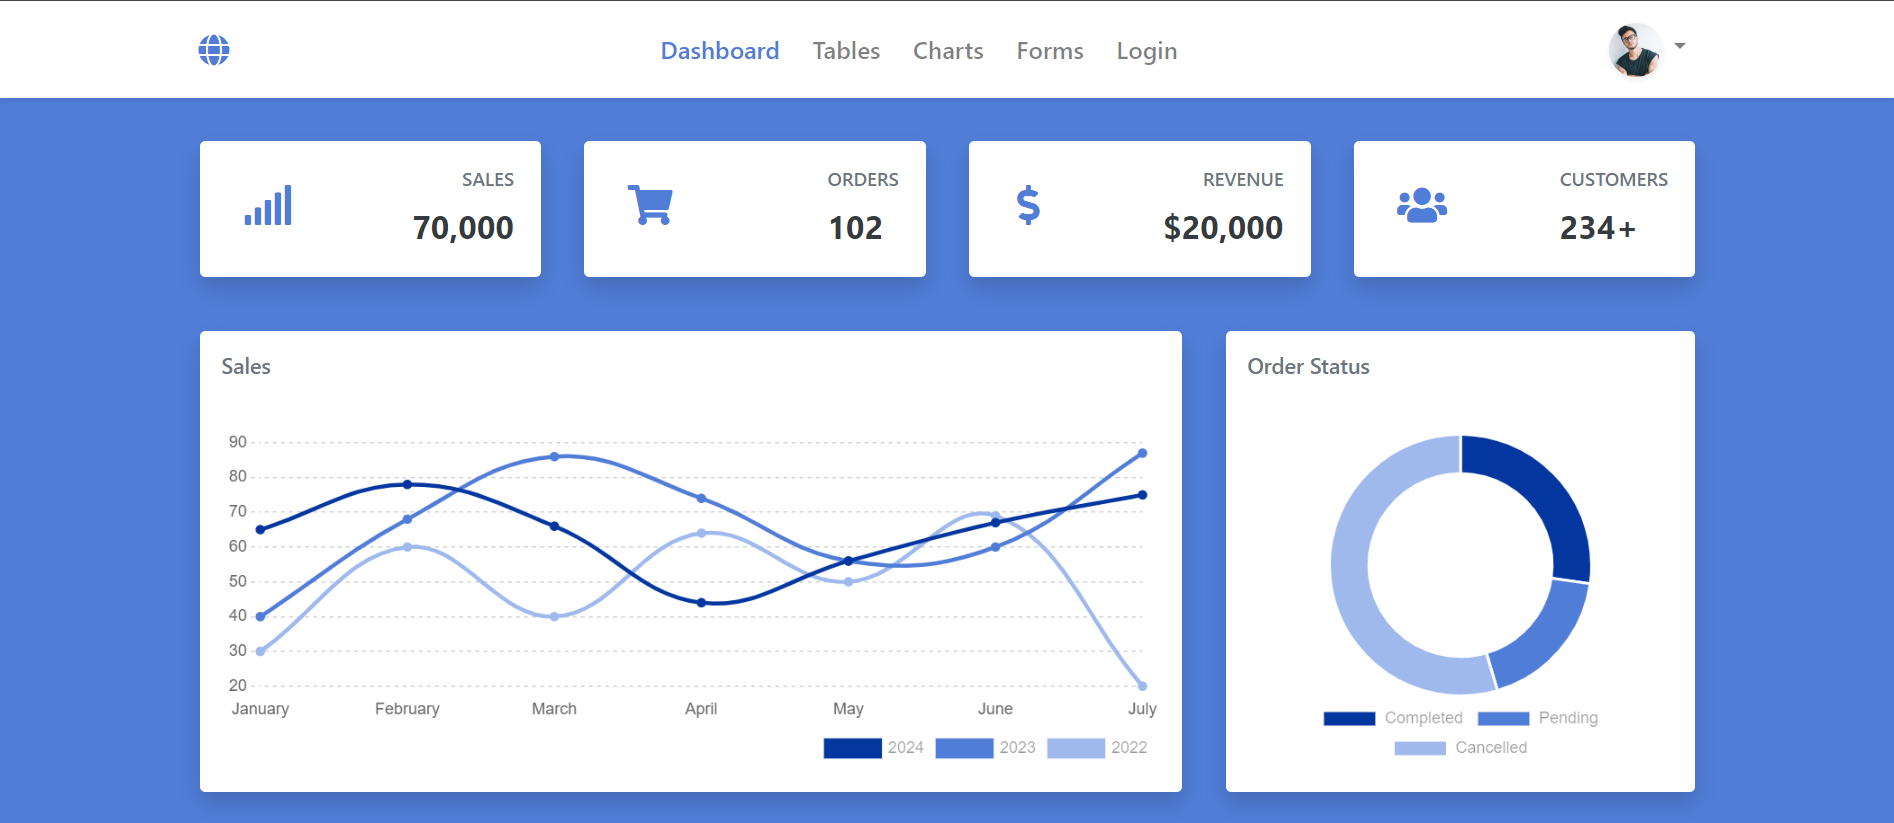 Dashboard Tables Charts Forms Login
SALES
70,000
ORDERS
102
REVENUE
$20,000
CUSTOMERS
234+
Sales
90
80
70
60
50
40
30
20
January February March April May June July
2024 2023 2022
Order Status
Completed Pending
Cancelled